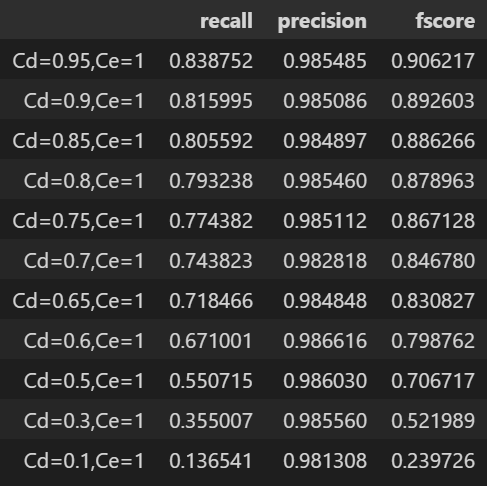 recall precision fscore
Cd=0.95,Ce=1 0.838752 0.985485 0.906217
Cd=0.9,Ce=1 0.815995 0.985086 0.892603
Cd=0.85,Ce=1 0.805592 0.984897 0.886266
Cd=0.8,Ce=1 0.793238 0.985460 0.878963
Cd=0.75,Ce=1 0.774382 0.985112 0.867128
Cd=0.7,Ce=1 0.743823 0.982818 0.846780
Cd=0.65,Ce=1 0.718466 0.984848 0.830827
Cd=0.6,Ce=1 0.671001 0.986616 0.798762
Cd=0.5,Ce=1 0.550715 0.986030 0.706717
Cd=0.3,Ce=1 0.355007 0.985560 0.521989
Cd=0.1,Ce=1 0.136541 0.981308 0.239726